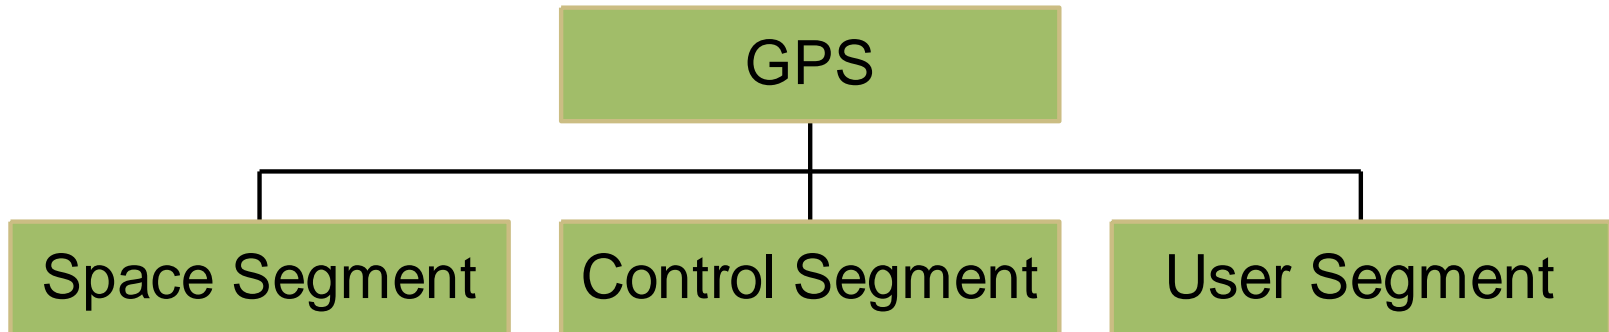 GPS
Space Segment
Control Segment
User Segment